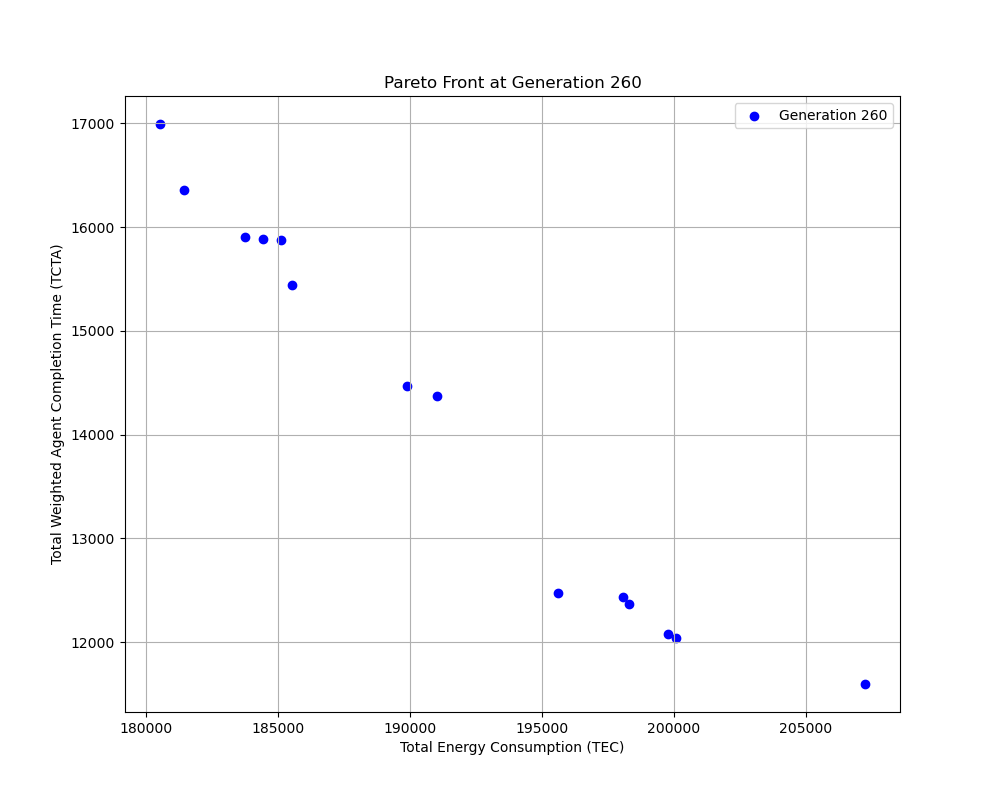 Pareto Front at Generation 260
Generation 260
Total Weighted Agent Completion Time (TCTA)
17000
16000
15000
14000
13000
12000
180000 185000 190000 195000 200000 205000
Total Energy Consumption (TEC)